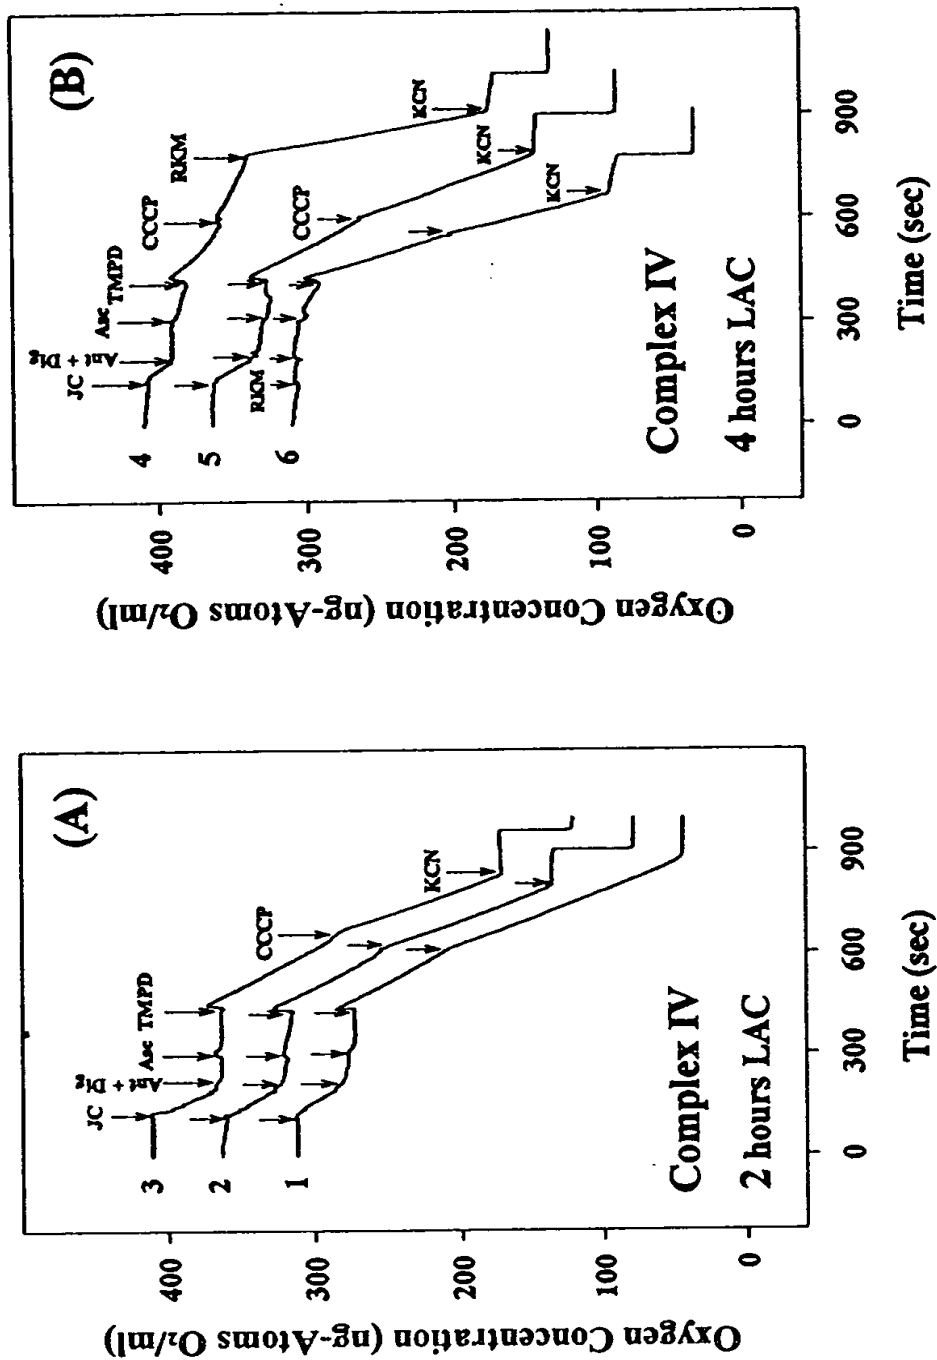 (A)
3
2
1
JC
Ant + Dig
Asc
TMPD
CCCP
KCN
Complex IV
2 hours LAC
400
300
200
100
0
Oxygen Concentration (ng-Atoms O2/ml)
0
300
600
900
Time (sec)
(B)
4
5
6
JC
Ant + Dig
Asc
TMPD
CCCP
RKM
KCN
CCCP
KCN
RKM
KCN
Complex IV
4 hours LAC
400
300
200
100
0
Oxygen Concentration (ng-Atoms O2/ml)
0
300
600
900
Time (sec)